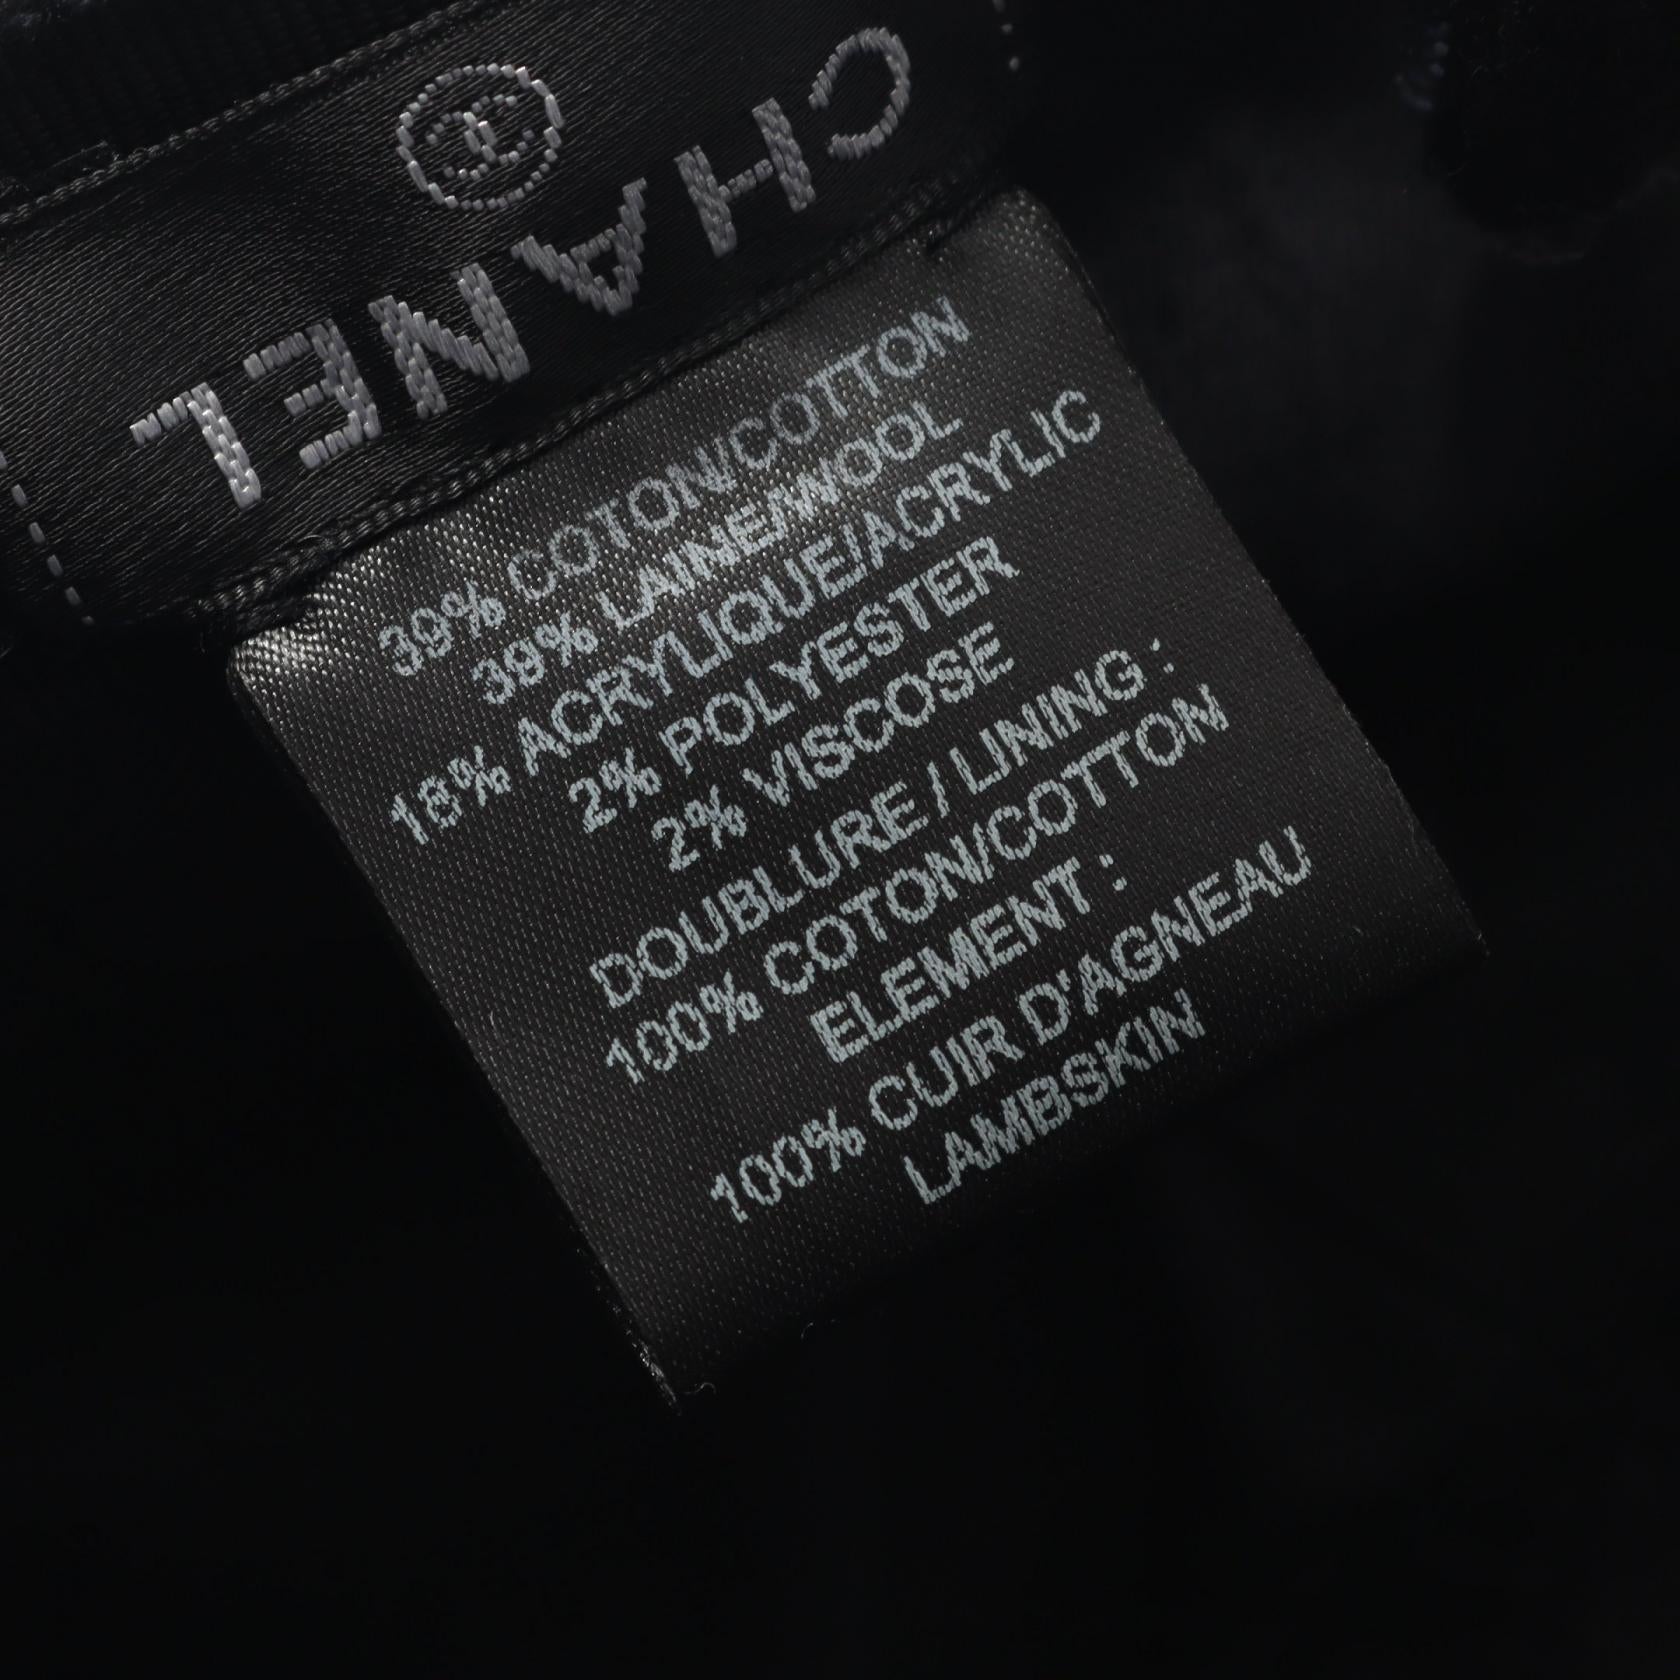 CHANEL
39% COTON/COTTON
39% LAINE/WOOL
18% ACRYLIQUE/ACRYLIC
2% POLYESTER
2% VISCOSE
DOUBLURE / LINING :
100% COTON/COTTON
ELEMENT :
100% CUIR D'AGNEAU
LAMBSKIN